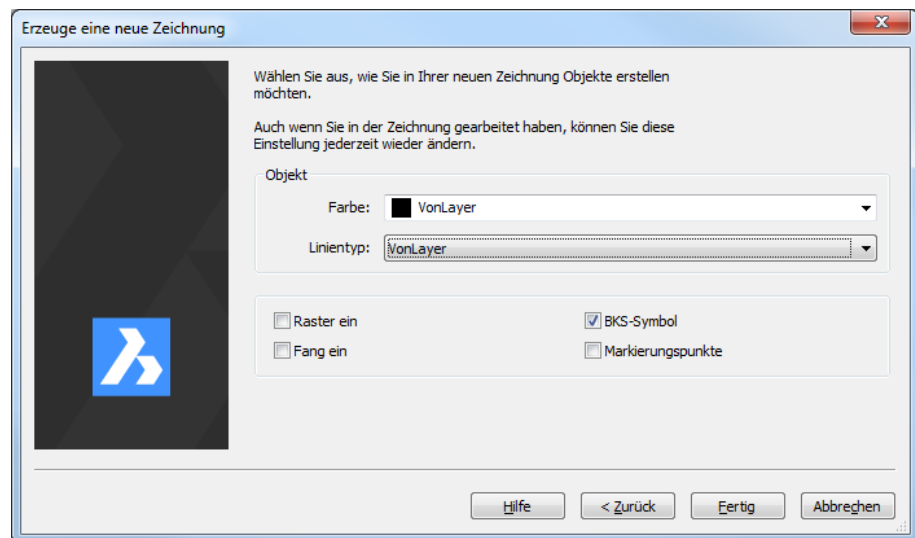 Erzeuge eine neue Zeichnung
Wählen Sie aus, wie Sie in Ihrer neuen Zeichnung Objekte erstellen
möchten.
Auch wenn Sie in der Zeichnung gearbeitet haben, können Sie diese
Einstellung jederzeit wieder ändern.
Objekt
Farbe: VonLayer
Linientyp: VonLayer
Raster ein BKS-Symbol
Fang ein Markierungspunkte
Hilfe < Zurück Fertig Abbrechen